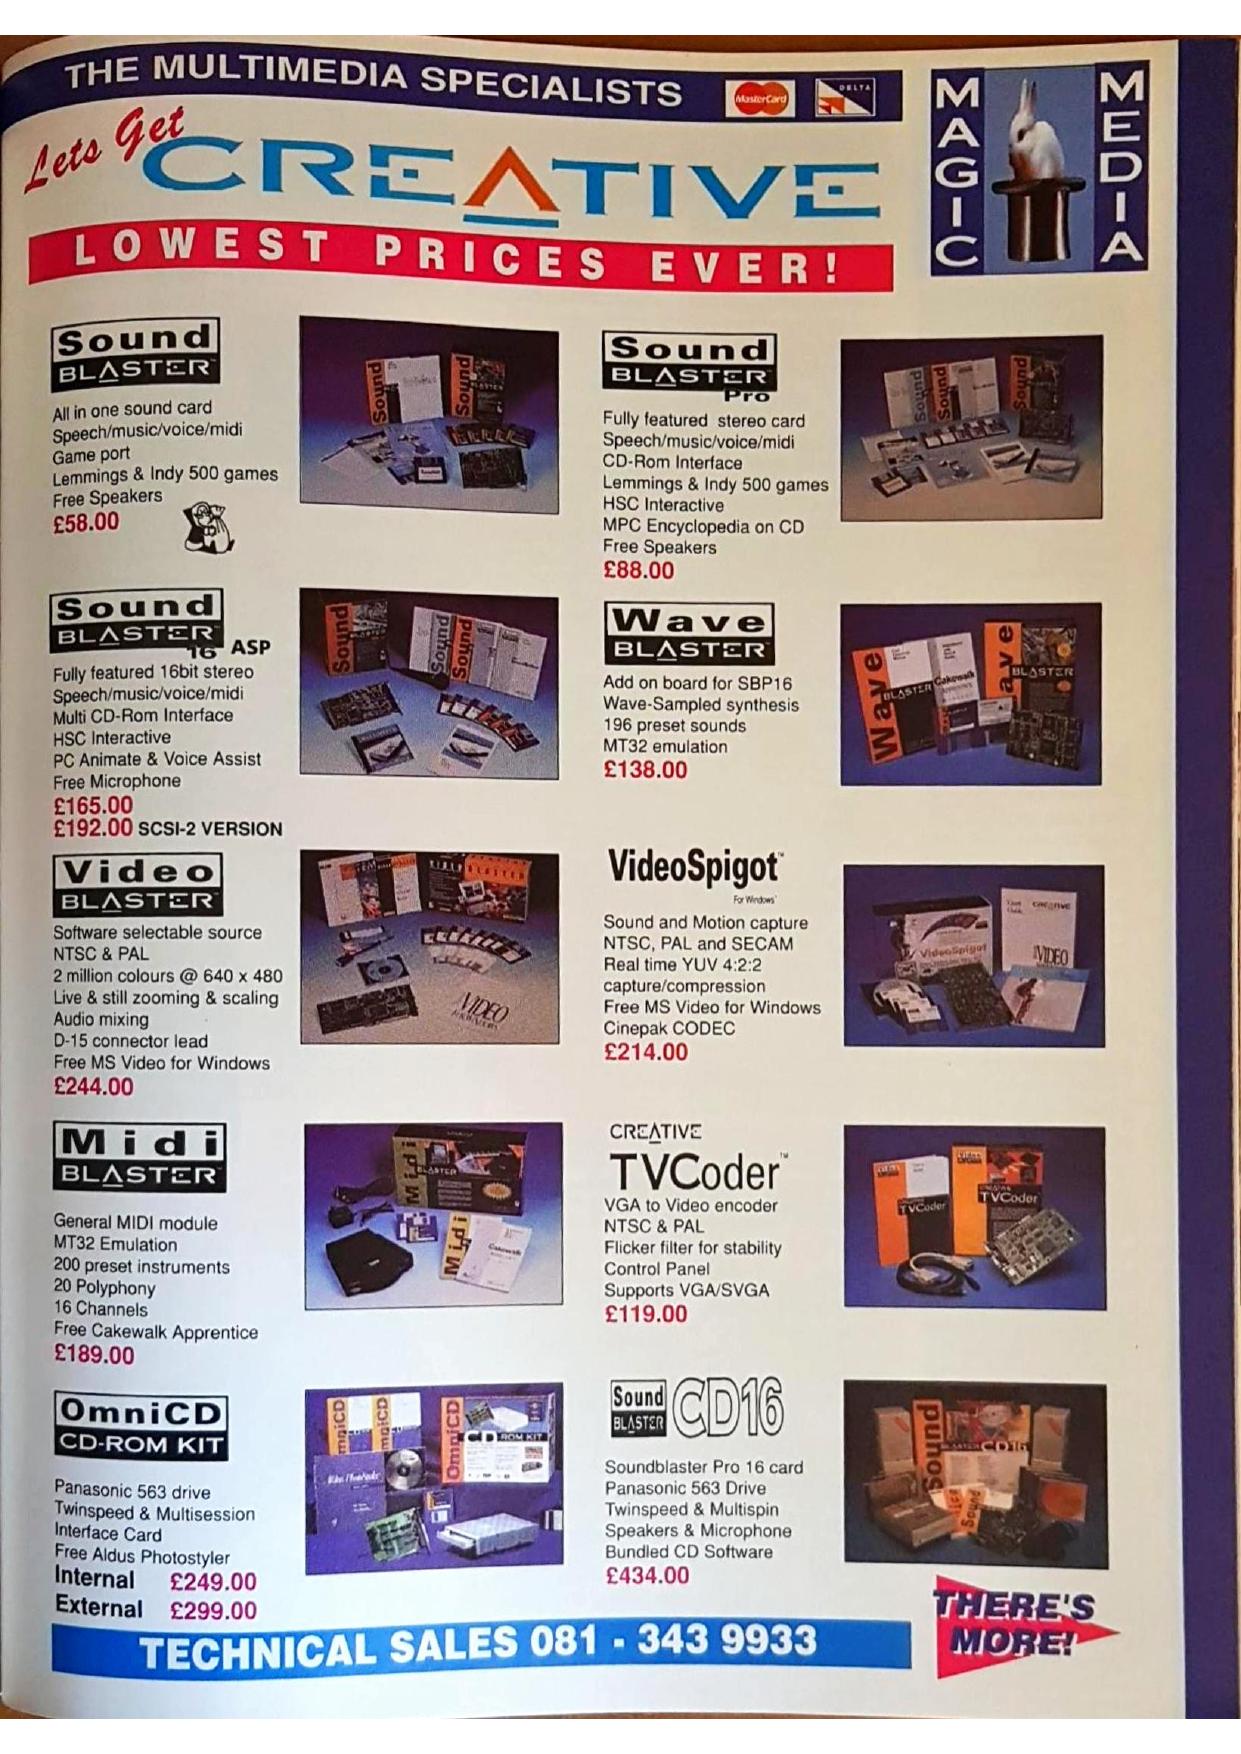 THE MULTIMEDIA SPECIALISTS
MasterCard
DELTA
MAGIC
MEDIA
Lets Get
CREATIVE
LOWEST PRICES EVER!
Sound
BLASTER™
All in one sound card
Speech/music/voice/midi
Game port
Lemmings & Indy 500 games
Free Speakers
£58.00
Sound
BLASTER™
Pro
Fully featured stereo card
Speech/music/voice/midi
CD-Rom Interface
Lemmings & Indy 500 games
HSC Interactive
MPC Encyclopedia on CD
Free Speakers
£88.00
Sound
BLASTER™
16 ASP
Fully featured 16bit stereo
Speech/music/voice/midi
Multi CD-Rom Interface
HSC Interactive
PC Animate & Voice Assist
Free Microphone
£165.00
£192.00 SCSI-2 VERSION
Wave
BLASTER™
Add on board for SBP16
Wave-Sampled synthesis
196 preset sounds
MT32 emulation
£138.00
Video
BLASTER™
Software selectable source
NTSC & PAL
2 million colours @ 640 x 480
Live & still zooming & scaling
Audio mixing
D-15 connector lead
Free MS Video for Windows
£244.00
VideoSpigot™
For Windows™
Sound and Motion capture
NTSC, PAL and SECAM
Real time YUV 4:2:2
capture/compression
Free MS Video for Windows
Cinepak CODEC
£214.00
Midi
BLASTER™
General MIDI module
MT32 Emulation
200 preset instruments
20 Polyphony
16 Channels
Free Cakewalk Apprentice
£189.00
CREATIVE
TVCoder™
VGA to Video encoder
NTSC & PAL
Flicker filter for stability
Control Panel
Supports VGA/SVGA
£119.00
OmniCD
CD-ROM KIT
Panasonic 563 drive
Twinspeed & Multisession
Interface Card
Free Aldus Photostyler
Internal £249.00
External £299.00
Sound
BLASTER
CD16
Soundblaster Pro 16 card
Panasonic 563 Drive
Twinspeed & Multispin
Speakers & Microphone
Bundled CD Software
£434.00
TECHNICAL SALES 081 - 343 9933
THERE'S
MORE!